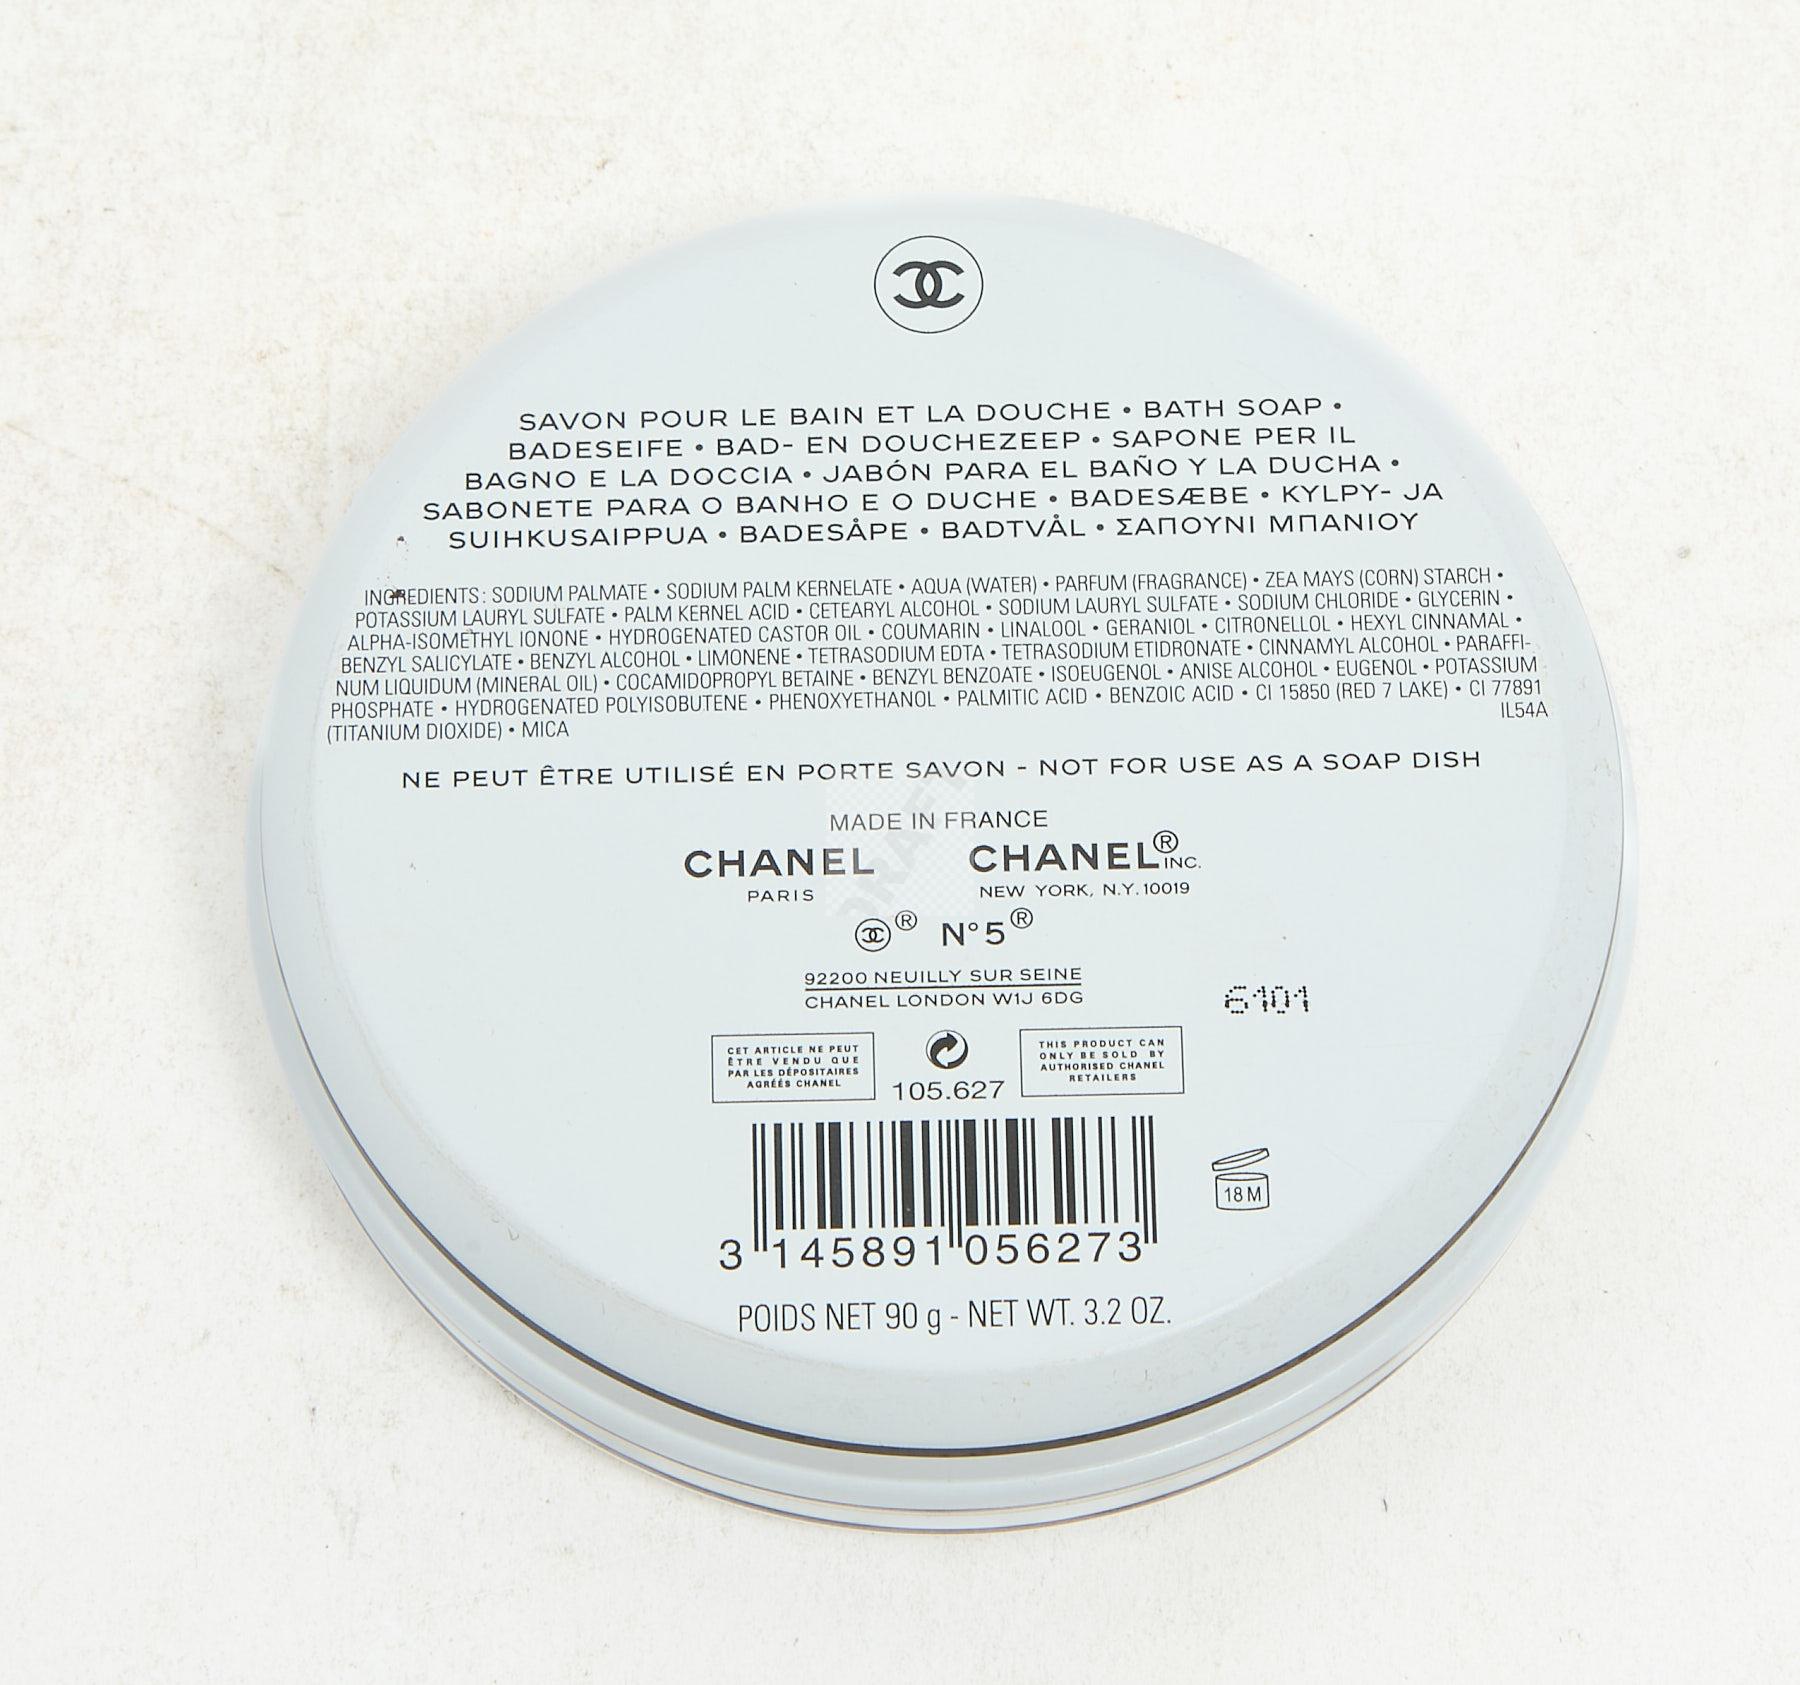 SAVON POUR LE BAIN ET LA DOUCHE • BATH SOAP •
BADESEIFE • BAD- EN DOUCHEZEEP • SAPONE PER IL
BAGNO E LA DOCCIA • JABÓN PARA EL BAÑO Y LA DUCHA •
SABONETE PARA O BANHO E O DUCHE • BADESÆBE • KYLPY- JA
SUIHKUSAIPPUA • BADESÅPE • BADTVÅL • ΣΑΠΟΥΝΙ ΜΠΑΝΙΟΥ
INGREDIENTS : SODIUM PALMATE • SODIUM PALM KERNELATE • AQUA (WATER) • PARFUM (FRAGRANCE) • ZEA MAYS (CORN) STARCH •
POTASSIUM LAURYL SULFATE • PALM KERNEL ACID • CETEARYL ALCOHOL • SODIUM LAURYL SULFATE • SODIUM CHLORIDE • GLYCERIN •
ALPHA-ISOMETHYL IONONE • HYDROGENATED CASTOR OIL • COUMARIN • LINALOOL • GERANIOL • CITRONELLOL • HEXYL CINNAMAL •
BENZYL SALICYLATE • BENZYL ALCOHOL • LIMONENE • TETRASODIUM EDTA • TETRASODIUM ETIDRONATE • CINNAMYL ALCOHOL • PARAFFI-
NUM LIQUIDUM (MINERAL OIL) • COCAMIDOPROPYL BETAINE • BENZYL BENZOATE • ISOEUGENOL • ANISE ALCOHOL • EUGENOL • POTASSIUM
PHOSPHATE • HYDROGENATED POLYISOBUTENE • PHENOXYETHANOL • PALMITIC ACID • BENZOIC ACID • CI 15850 (RED 7 LAKE) • CI 77891
(TITANIUM DIOXIDE) • MICA IL54A
NE PEUT ÊTRE UTILISÉ EN PORTE SAVON - NOT FOR USE AS A SOAP DISH
MADE IN FRANCE
CHANEL CHANEL® INC.
PARIS NEW YORK, N.Y. 10019
® N°5®
92200 NEUILLY SUR SEINE
CHANEL LONDON W1J 6DG
6101
CET ARTICLE NE PEUT
ÊTRE VENDU QUE
PAR LES DÉPOSITAIRES
AGRÉÉS CHANEL
105.627
THIS PRODUCT CAN
ONLY BE SOLD BY
AUTHORISED CHANEL
RETAILERS
18 M
3 145891 056273
POIDS NET 90 g - NET WT. 3.2 OZ.
DRAFT